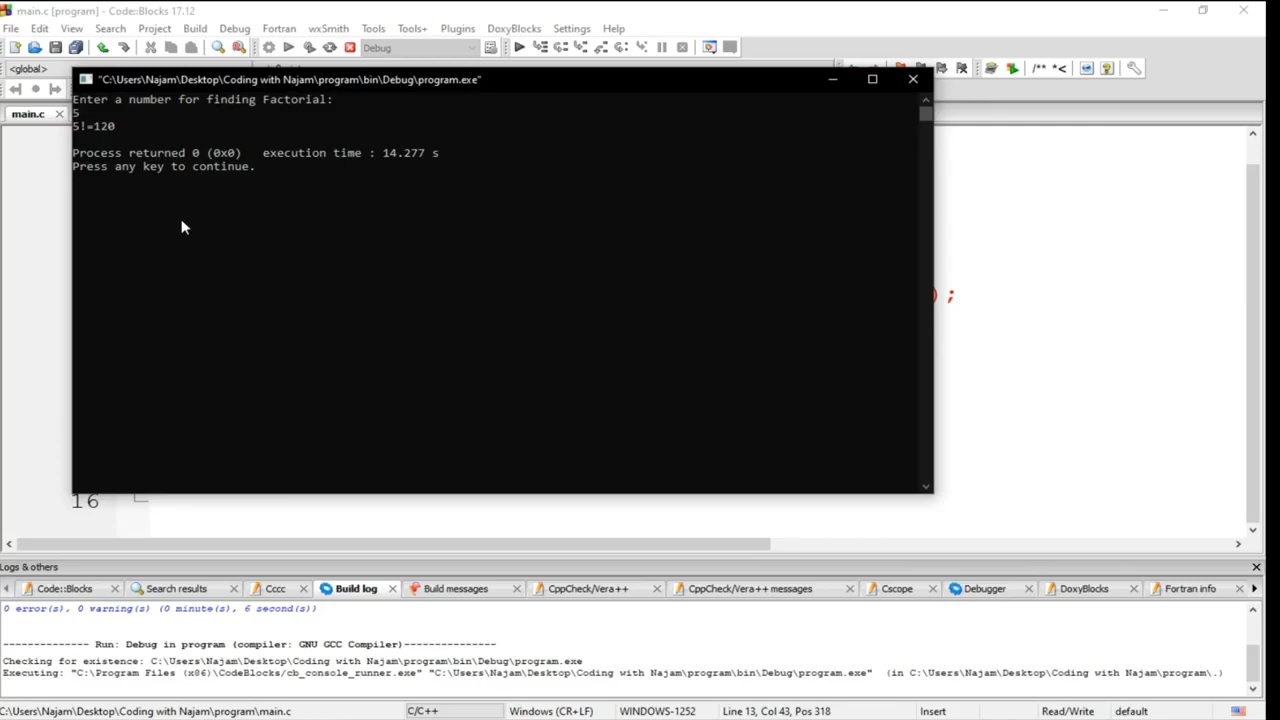 main.c [program] - Code::Blocks 17.12
File Edit View Search Project Build Debug Fortran wxSmith Tools Tools+ Plugins DoxyBlocks Settings Help
Debug
<global>
/** *<
"C:\Users\Najam\Desktop\Coding with Najam\program\bin\Debug\program.exe"
main.c
Enter a number for finding Factorial:
5
5!=120
Process returned 0 (0x0)   execution time : 14.277 s
Press any key to continue.
);
16
Logs & others
Code::Blocks Search results Cccc Build log Build messages CppCheck/Vera++ CppCheck/Vera++ messages Cscope Debugger DoxyBlocks Fortran info
0 error(s), 0 warning(s) (0 minute(s), 6 second(s))
-------------- Run: Debug in program (compiler: GNU GCC Compiler)---------------
Checking for existence: C:\Users\Najam\Desktop\Coding with Najam\program\bin\Debug\program.exe
Executing: "C:\Program Files (x86)\CodeBlocks/cb_console_runner.exe" "C:\Users\Najam\Desktop\Coding with Najam\program\bin\Debug\program.exe"  (in C:\Users\Najam\Desktop\Coding with Najam\program\.)
C:\Users\Najam\Desktop\Coding with Najam\program\main.c C/C++ Windows (CR+LF) WINDOWS-1252 Line 13, Col 43, Pos 318 Insert Read/Write default